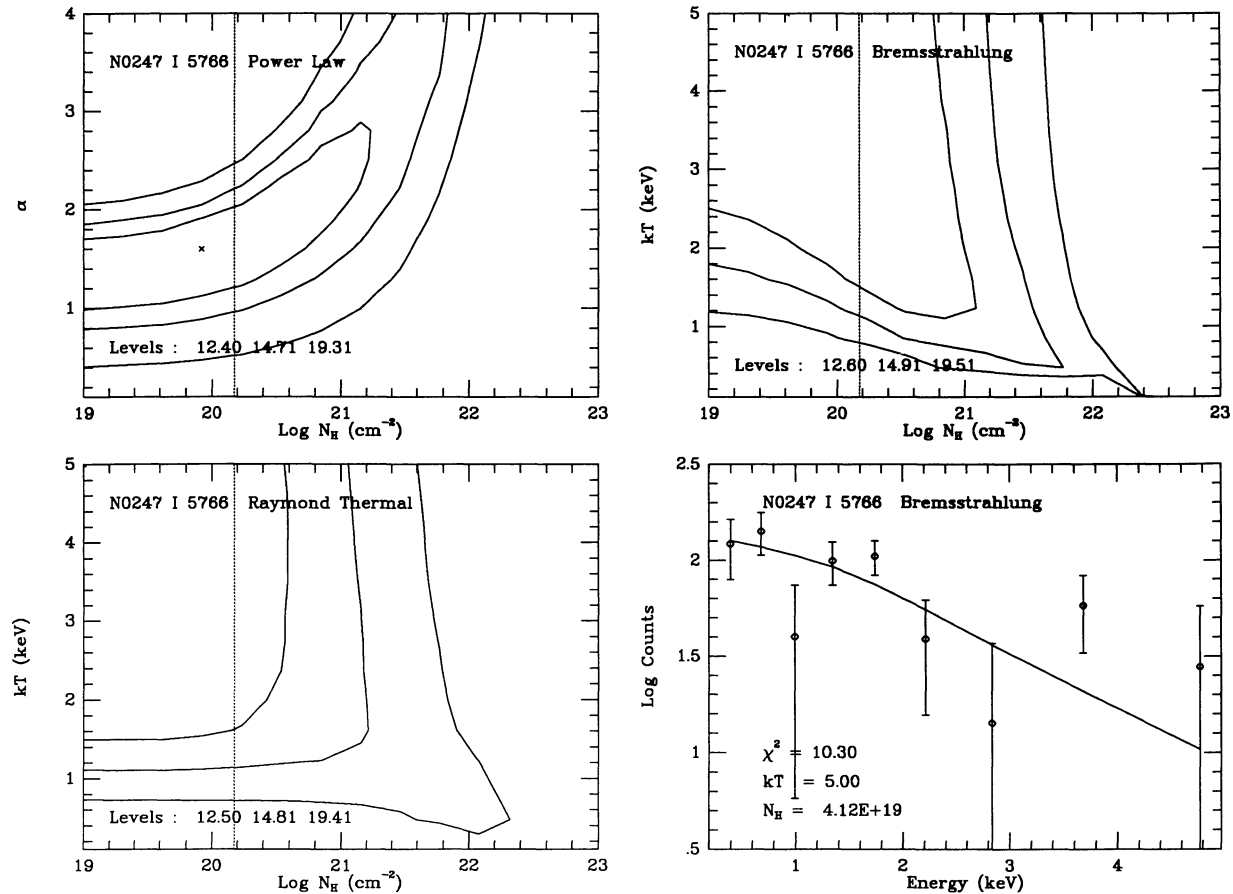 4
3
2
1
α
N0247 I 5766 Power Law
×
Levels : 12.40 14.71 19.31
19 20 21 22 23
Log N_H (cm⁻²)
5
4
3
2
1
kT (keV)
N0247 I 5766 Bremsstrahlung
Levels : 12.60 14.91 19.51
19 20 21 22 23
Log N_H (cm⁻²)
5
4
3
2
1
kT (keV)
N0247 I 5766 Raymond Thermal
Levels : 12.50 14.81 19.41
19 20 21 22 23
Log N_H (cm⁻²)
2.5
2
1.5
1
.5
Log Counts
N0247 I 5766 Bremsstrahlung
χ² = 10.30
kT = 5.00
N_H = 4.12E+19
1 2 3 4
Energy (keV)